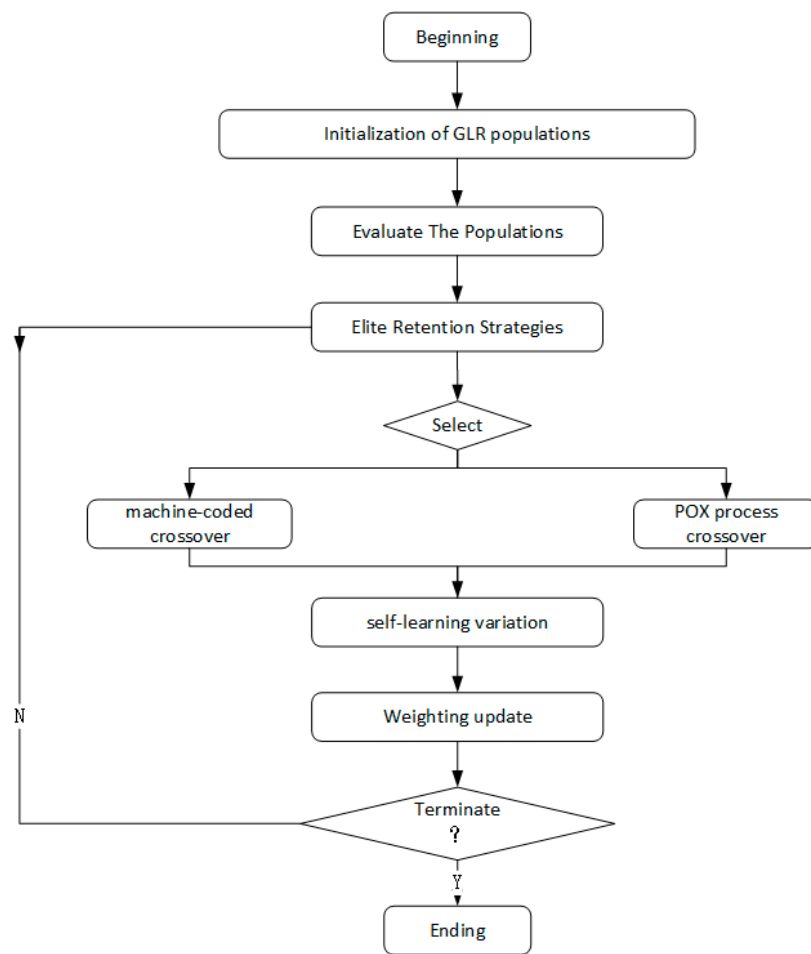 Beginning
Initialization of GLR populations
Evaluate The Populations
Elite Retention Strategies
Select
machine-coded
crossover
POX process
crossover
self-learning variation
Weighting update
N
Terminate
?
Y
Ending